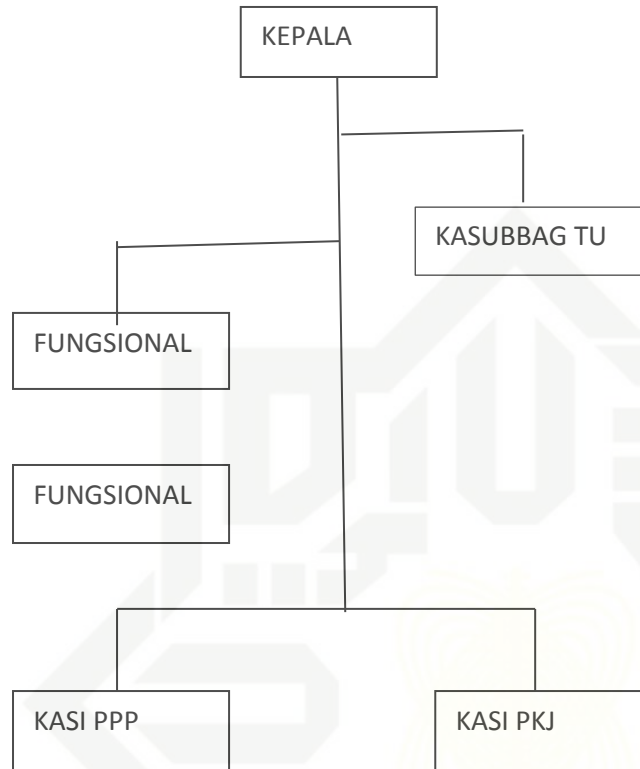 KEPALA
KASUBBAG TU
FUNGSIONAL
FUNGSIONAL
KASI PPP
KASI PKJ